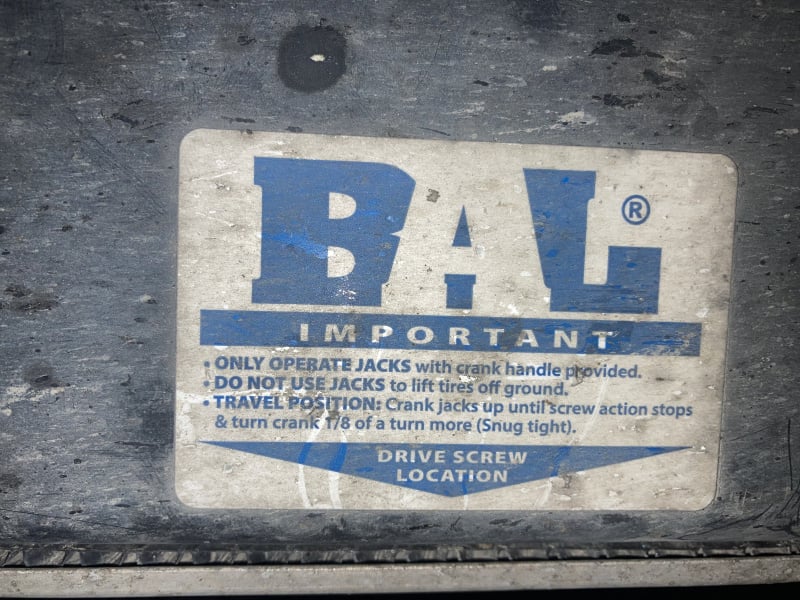 BAL®
IMPORTANT
• ONLY OPERATE JACKS with crank handle provided.
• DO NOT USE JACKS to lift tires off ground.
• TRAVEL POSITION: Crank jacks up until screw action stops
& turn crank 1/8 of a turn more (Snug tight).
DRIVE SCREW
LOCATION